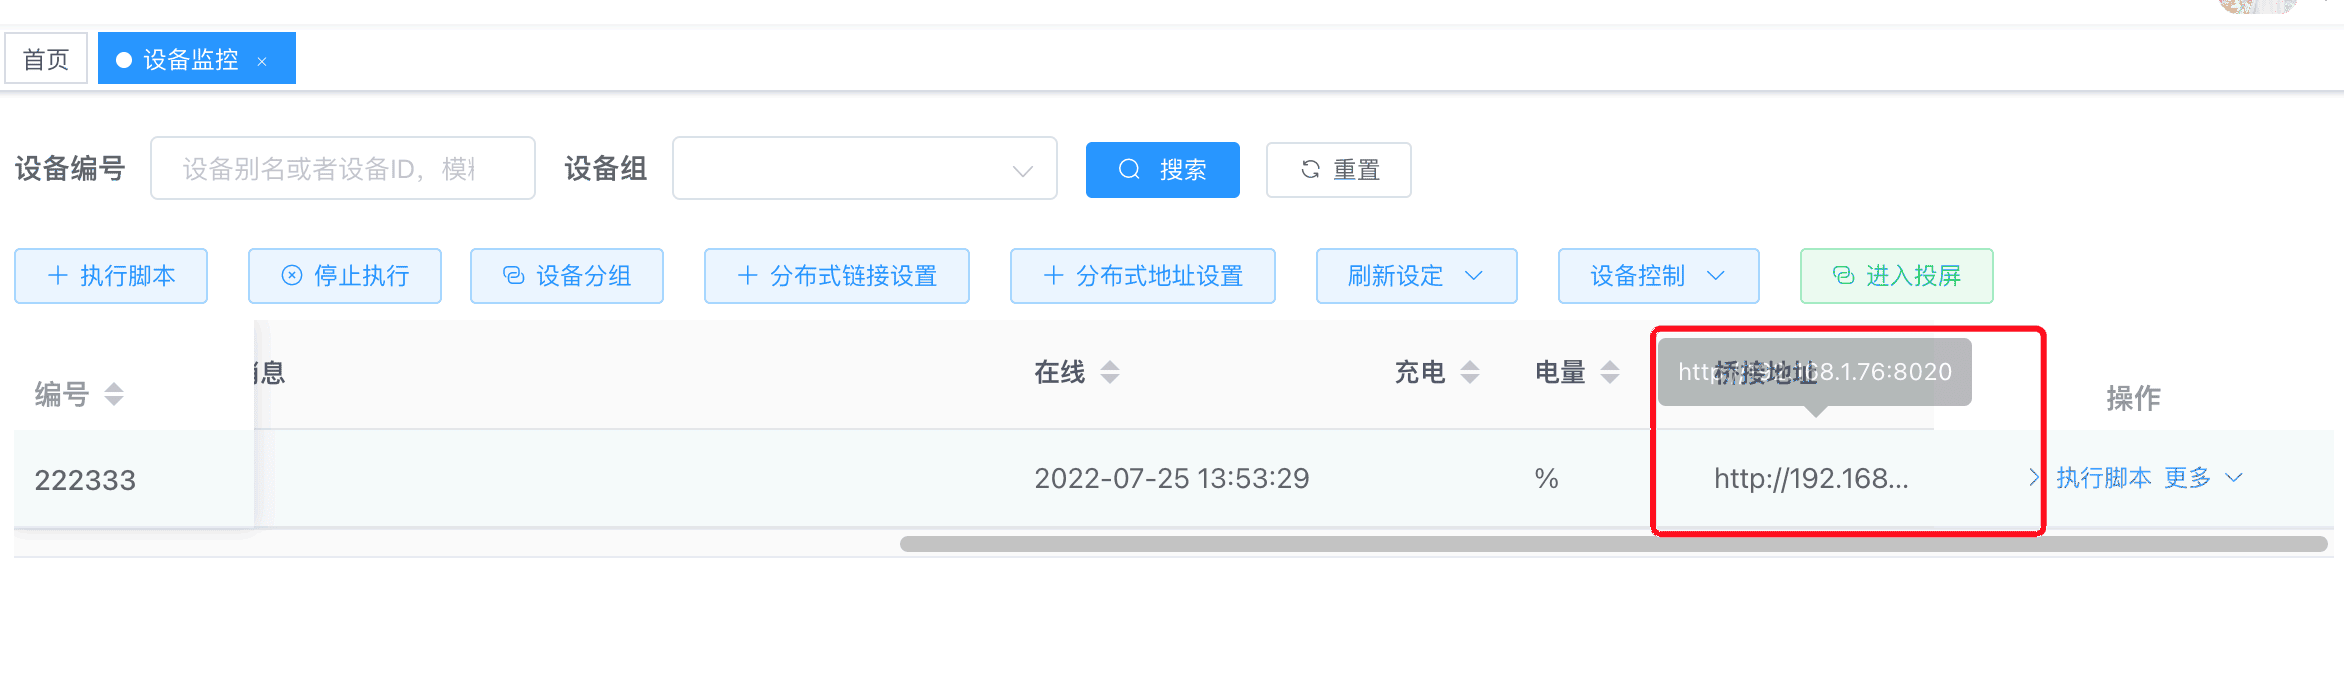 首页
设备监控 ×
设备编号 设备别名或者设备ID，模 设备组 搜索 重置
执行脚本 停止执行 设备分组 分布式链接设置 分布式地址设置 刷新设定 设备控制 进入投屏
编号 息 在线 充电 电量 桥接地址 操作
http://192.168.1.76:8020
222333 2022-07-25 13:53:29 % http://192.168... 执行脚本 更多